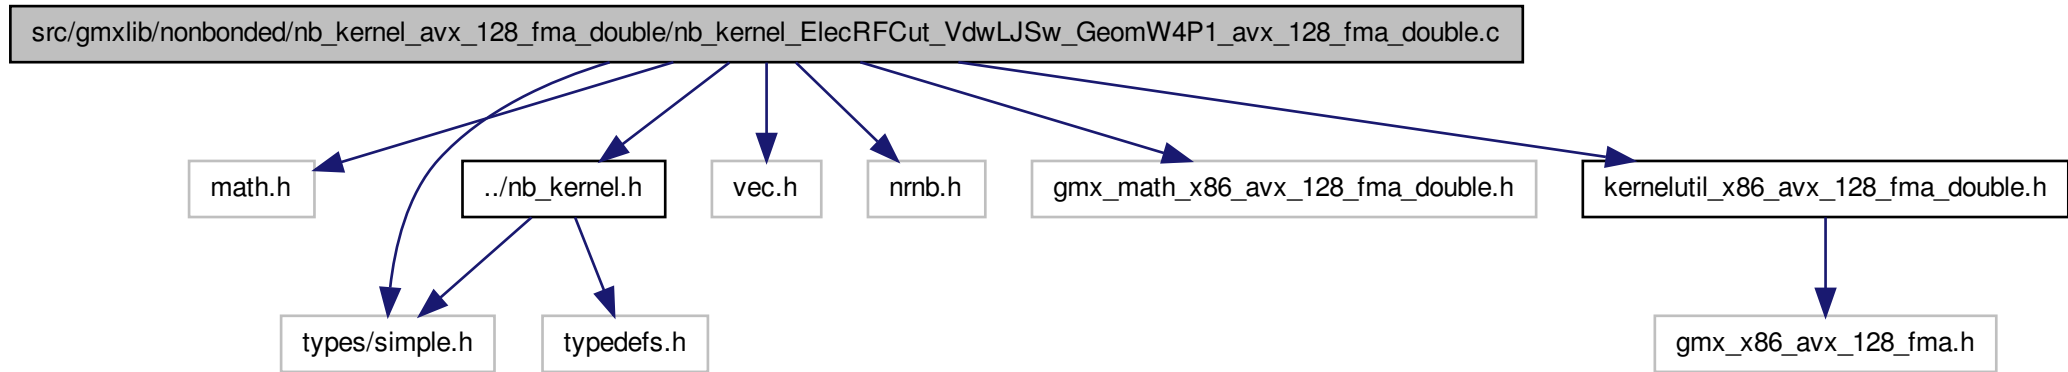 src/gmxlib/nonbonded/nb_kernel_avx_128_fma_double/nb_kernel_ElecRFCut_VdwLJSw_GeomW4P1_avx_128_fma_double.c
math.h
../nb_kernel.h
vec.h
nrnb.h
gmx_math_x86_avx_128_fma_double.h
kernelutil_x86_avx_128_fma_double.h
types/simple.h
typedefs.h
gmx_x86_avx_128_fma.h